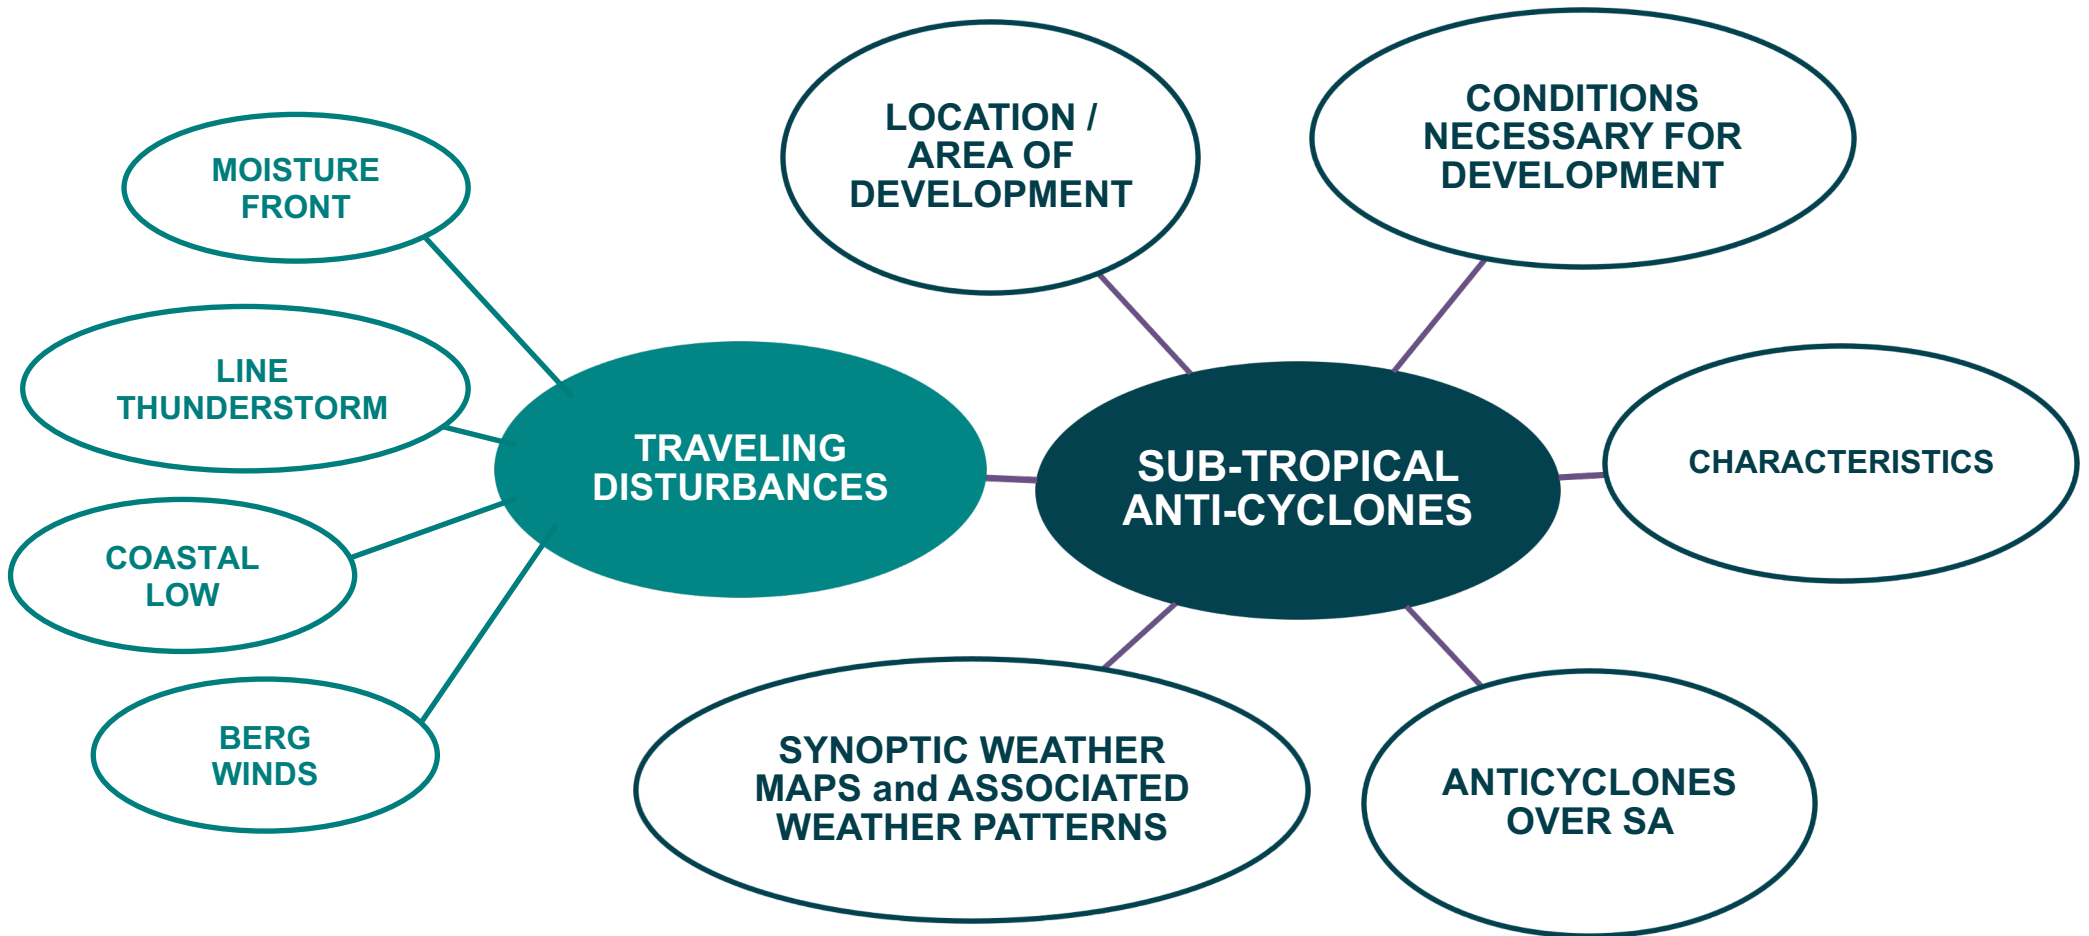 LOCATION /
AREA OF
DEVELOPMENT
CONDITIONS
NECESSARY FOR
DEVELOPMENT
MOISTURE
FRONT
LINE
THUNDERSTORM
TRAVELING
DISTURBANCES
SUB-TROPICAL
ANTI-CYCLONES
CHARACTERISTICS
COASTAL
LOW
BERG
WINDS
SYNOPTIC WEATHER
MAPS and ASSOCIATED
WEATHER PATTERNS
ANTICYCLONES
OVER SA